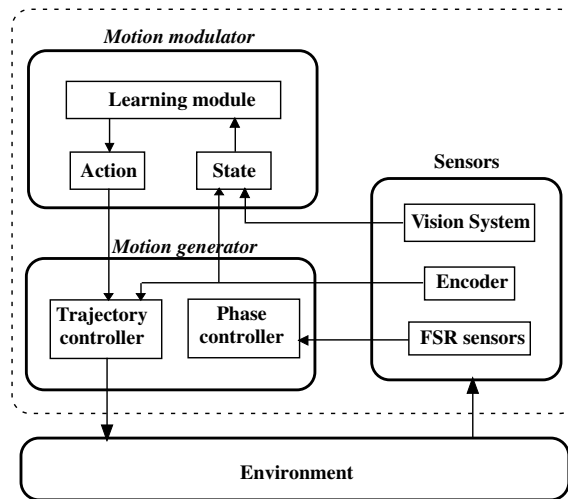 Motion modulator
Learning module
Action
State
Sensors
Vision System
Motion generator
Encoder
Trajectory
controller
Phase
controller
FSR sensors
Environment